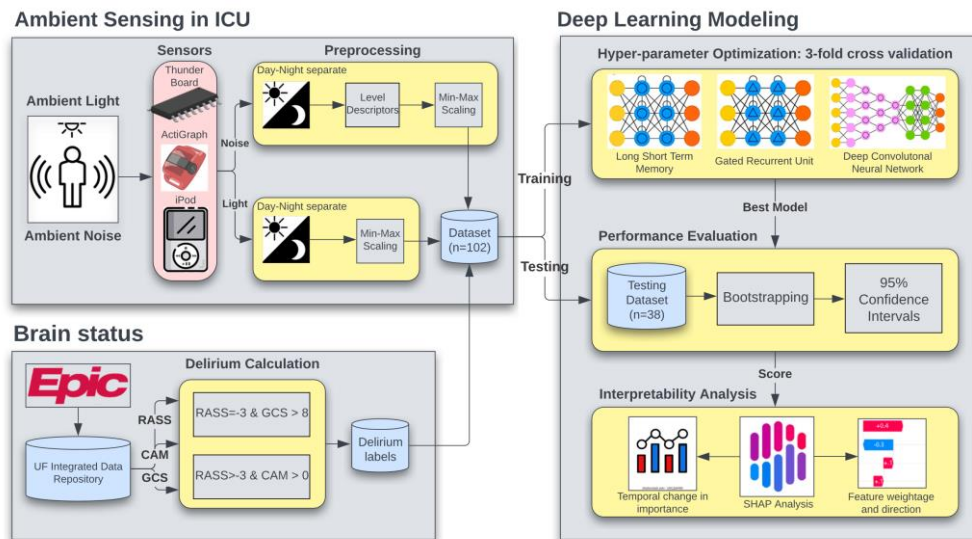 Ambient Sensing in ICU
Sensors
Preprocessing
Thunder
Board
Ambient Light
Ambient Noise
ActiGraph
iPod
Noise
Light
Day-Night separate
Level
Descriptors
Min-Max
Scaling
Day-Night separate
Min-Max
Scaling
Dataset
(n=102)
Training
Testing
Brain status
Epic
UF Integrated Data
Repository
RASS
CAM
GCS
Delirium Calculation
RASS=-3 & GCS > 8
RASS>-3 & CAM > 0
Delirium
labels
Deep Learning Modeling
Hyper-parameter Optimization: 3-fold cross validation
Long Short Term
Memory
Gated Recurrent Unit
Deep Convolutonal
Neural Network
Best Model
Performance Evaluation
Testing
Dataset
(n=38)
Bootstrapping
95%
Confidence
Intervals
Score
Interpretability Analysis
Temporal change in
importance
SHAP Analysis
+0.4
Feature weightage
and direction